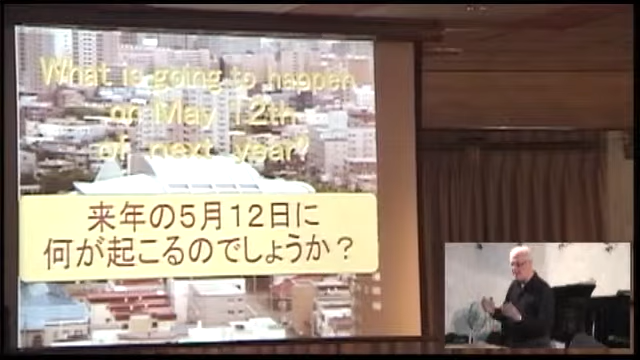 What is going to happen
on May 12th
of next year?
来年の5月12日に
何が起こるのでしょうか?